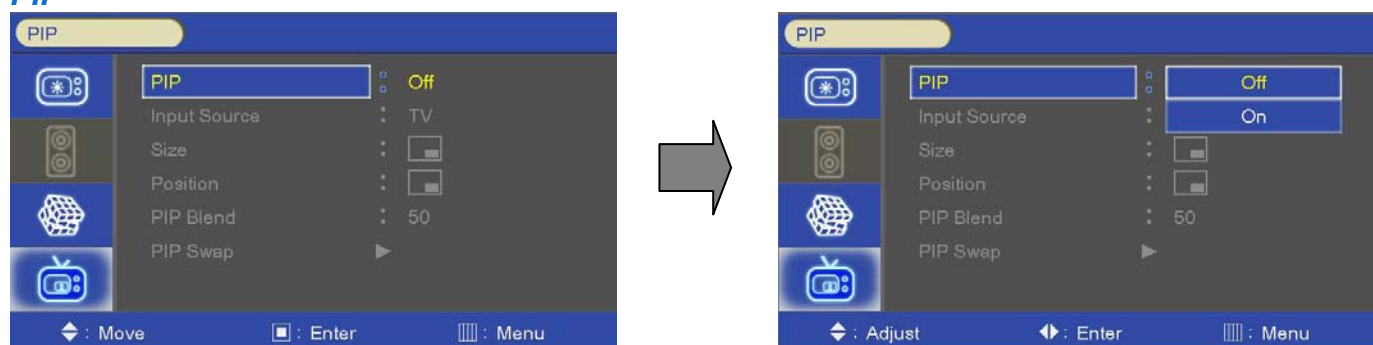 PIP
PIP
PIP : Off
Input Source : TV
Size :
Position :
PIP Blend : 50
PIP Swap
: Move : Enter : Menu
PIP
PIP : Off
On
Input Source :
Size :
Position :
PIP Blend : 50
PIP Swap
: Adjust : Enter : Menu